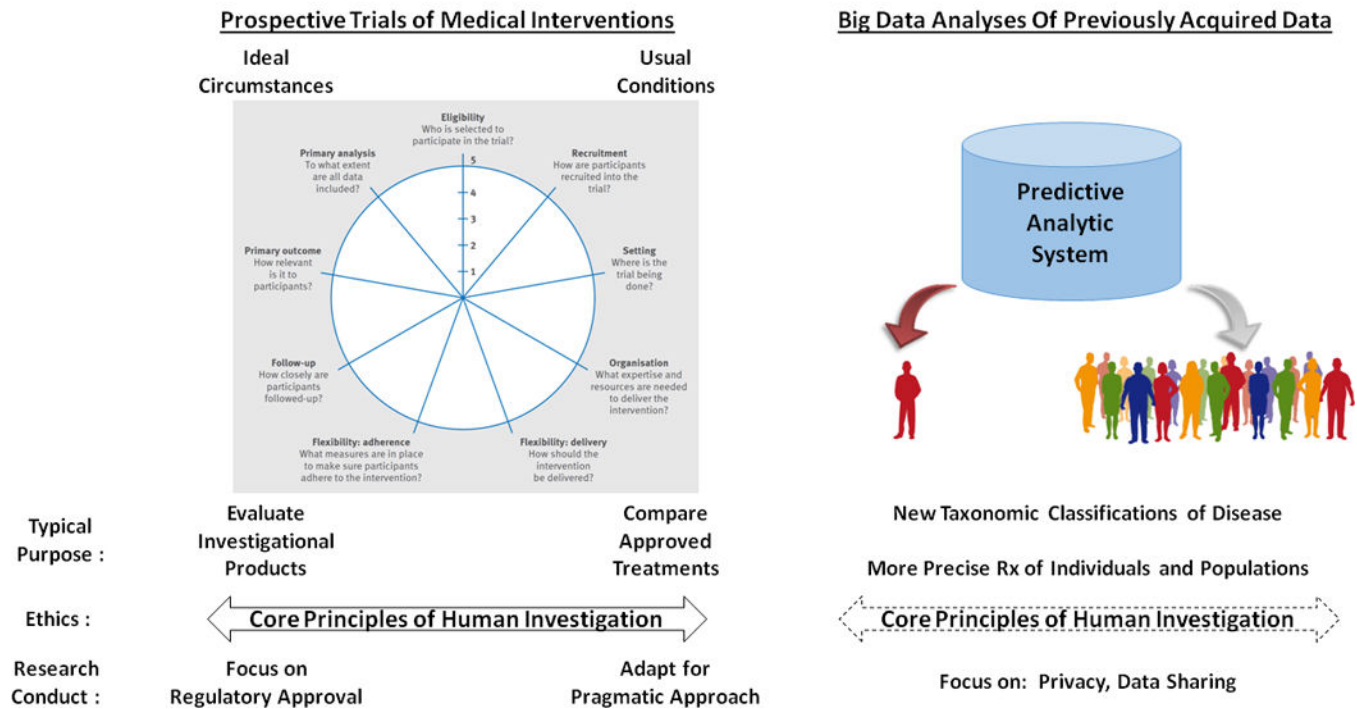 Prospective Trials of Medical Interventions
Ideal
Circumstances
Usual
Conditions
Eligibility
Who is selected to
participate in the trial?
Recruitment
How are participants
recruited into the
trial?
Setting
Where is the
trial being
done?
Organisation
What expertise and
resources are needed
to deliver the
intervention?
Flexibility: delivery
How should the
intervention
be delivered?
Flexibility: adherence
What measures are in place
to make sure participants
adhere to the intervention?
Follow-up
How closely are
participants
followed-up?
Primary outcome
How relevant
is it to
participants?
Primary analysis
To what extent
are all data
included?
5
4
3
2
1
Big Data Analyses Of Previously Acquired Data
Predictive
Analytic
System
Typical
Purpose :
Evaluate
Investigational
Products
Compare
Approved
Treatments
New Taxonomic Classifications of Disease
More Precise Rx of Individuals and Populations
Ethics :
Core Principles of Human Investigation
Core Principles of Human Investigation
Research
Conduct :
Focus on
Regulatory Approval
Adapt for
Pragmatic Approach
Focus on: Privacy, Data Sharing